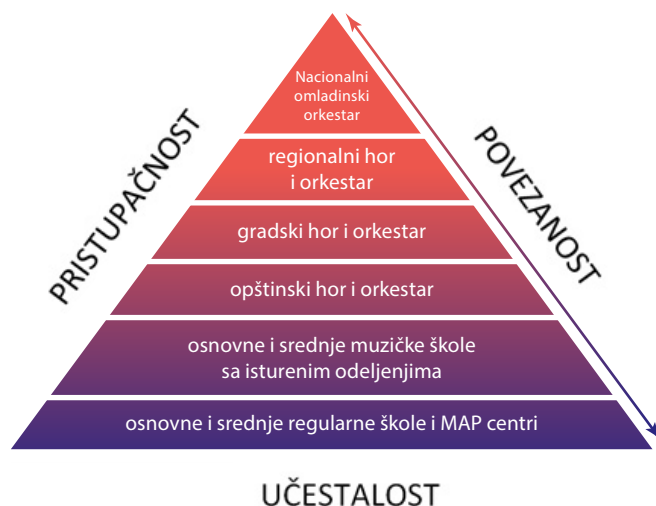 Nacionalni
omladinski
orkestar
regionalni hor
i orkestar
gradski hor i orkestar
opštinski hor i orkestar
osnovne i srednje muzičke škole
sa isturenim odeljenjima
osnovne i srednje regularne škole i MAP centri
PRISTUPAČNOST
POVEZANOST
UČESTALOST